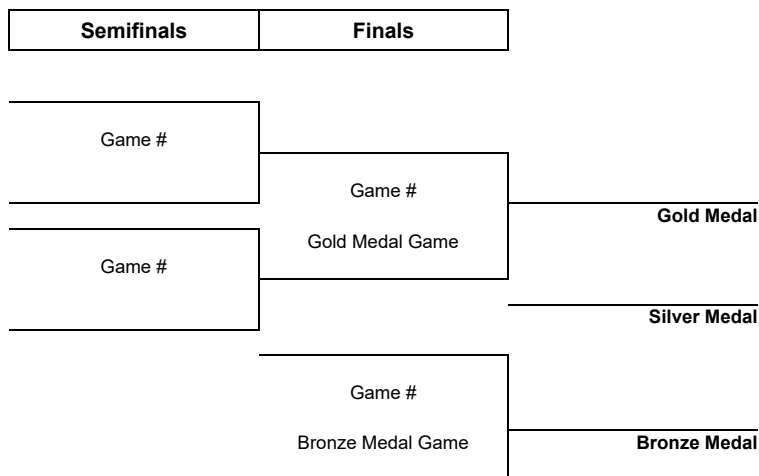 Semifinals Finals
Game #
Game #
Gold Medal Game
Gold Medal
Game #
Silver Medal
Game #
Bronze Medal Game
Bronze Medal